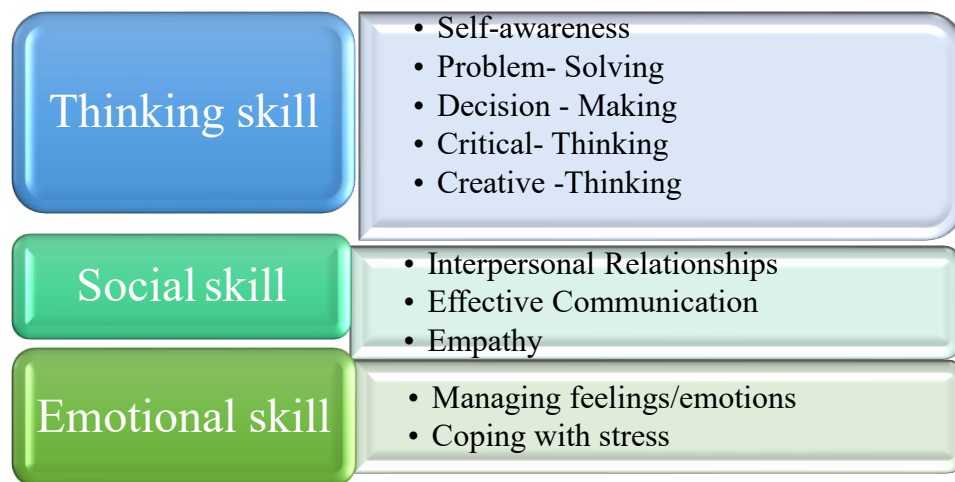 Thinking skill
• Self-awareness
• Problem- Solving
• Decision - Making
• Critical- Thinking
• Creative -Thinking
Social skill
• Interpersonal Relationships
• Effective Communication
• Empathy
Emotional skill
• Managing feelings/emotions
• Coping with stress